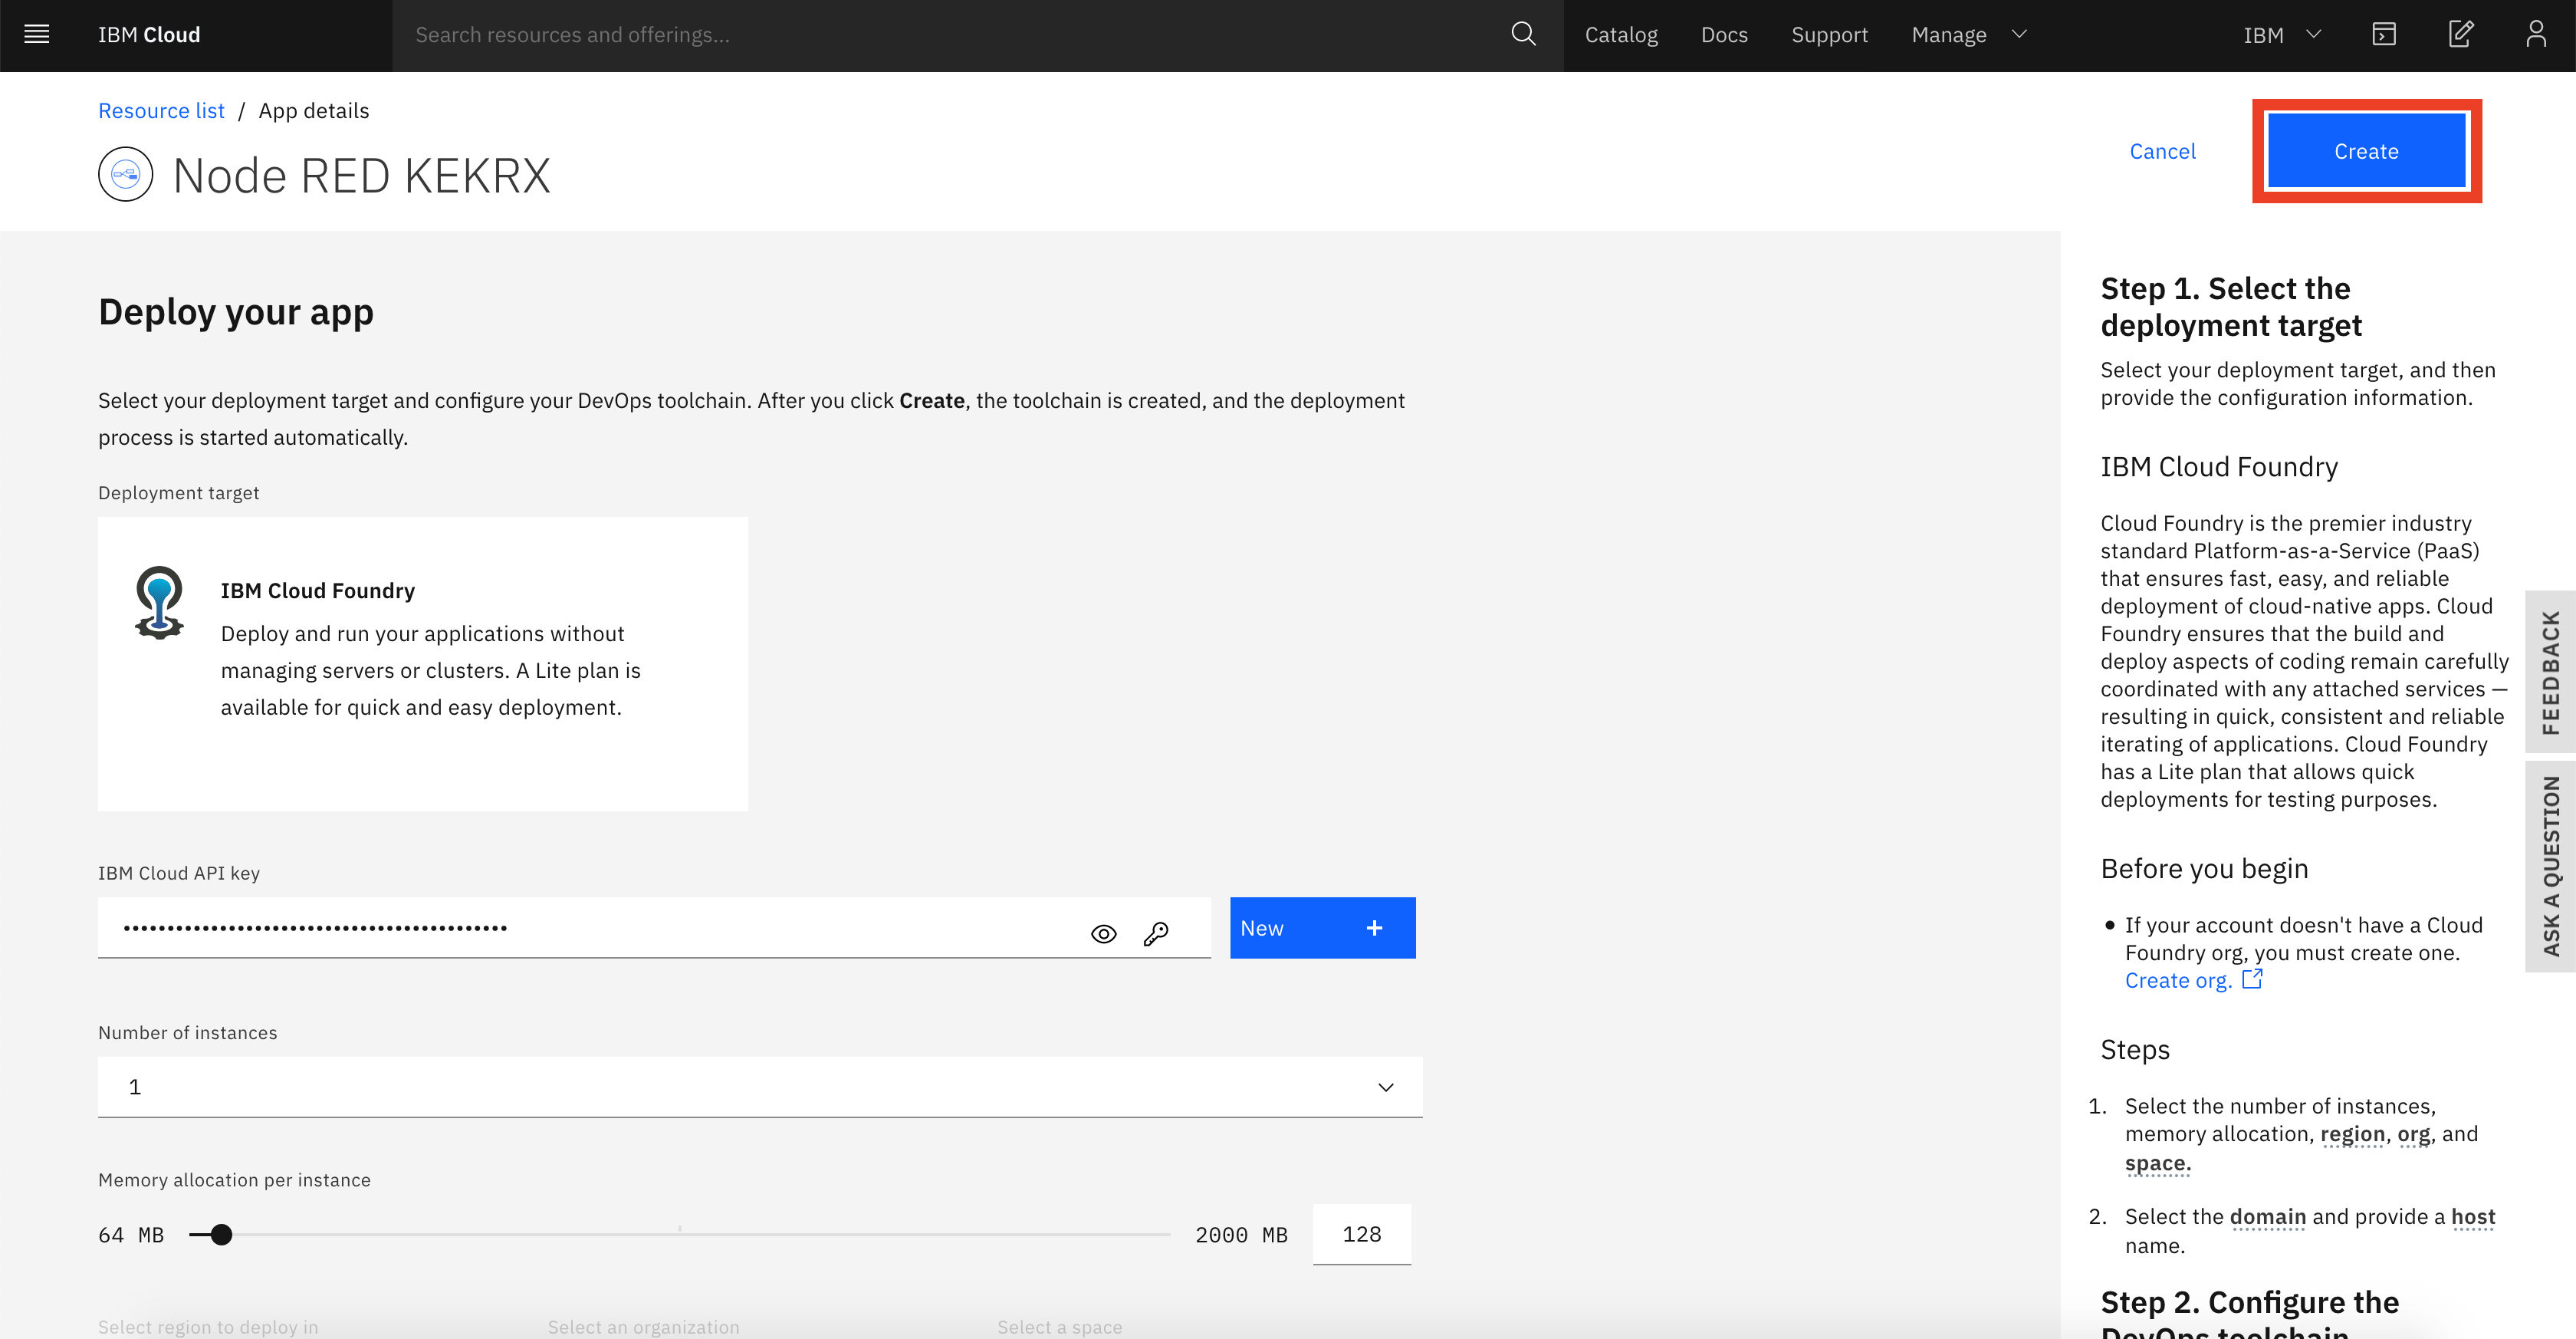 IBM Cloud
Search resources and offerings...
Catalog
Docs
Support
Manage
IBM
Resource list / App details
Node RED KEKRX
Cancel
Create
Deploy your app
Select your deployment target and configure your DevOps toolchain. After you click Create, the toolchain is created, and the deployment
process is started automatically.
Deployment target
IBM Cloud Foundry
Deploy and run your applications without
managing servers or clusters. A Lite plan is
available for quick and easy deployment.
IBM Cloud API key
••••••••••••••••••••••••••••••••••••••••••••
New +
Number of instances
1
Memory allocation per instance
64 MB
2000 MB
128
Select region to deploy in
Select an organization
Select a space
Step 1. Select the
deployment target
Select your deployment target, and then
provide the configuration information.
IBM Cloud Foundry
Cloud Foundry is the premier industry
standard Platform-as-a-Service (PaaS)
that ensures fast, easy, and reliable
deployment of cloud-native apps. Cloud
Foundry ensures that the build and
deploy aspects of coding remain carefully
coordinated with any attached services —
resulting in quick, consistent and reliable
iterating of applications. Cloud Foundry
has a Lite plan that allows quick
deployments for testing purposes.
Before you begin
• If your account doesn't have a Cloud
Foundry org, you must create one.
Create org.
Steps
1. Select the number of instances,
memory allocation, region, org, and
space.
2. Select the domain and provide a host
name.
Step 2. Configure the
DevOps toolchain
FEEDBACK
ASK A QUESTION